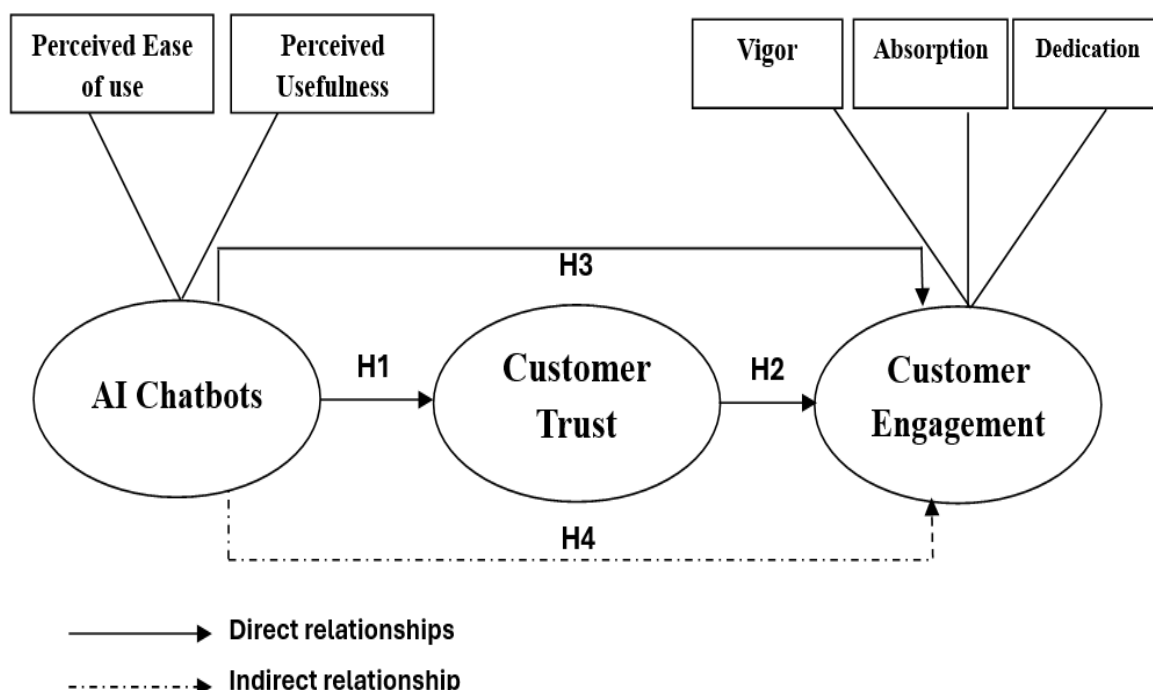 Perceived Ease
of use
Perceived
Usefulness
Vigor
Absorption
Dedication
H3
AI Chatbots
H1
Customer
Trust
H2
Customer
Engagement
H4
Direct relationships
Indirect relationship